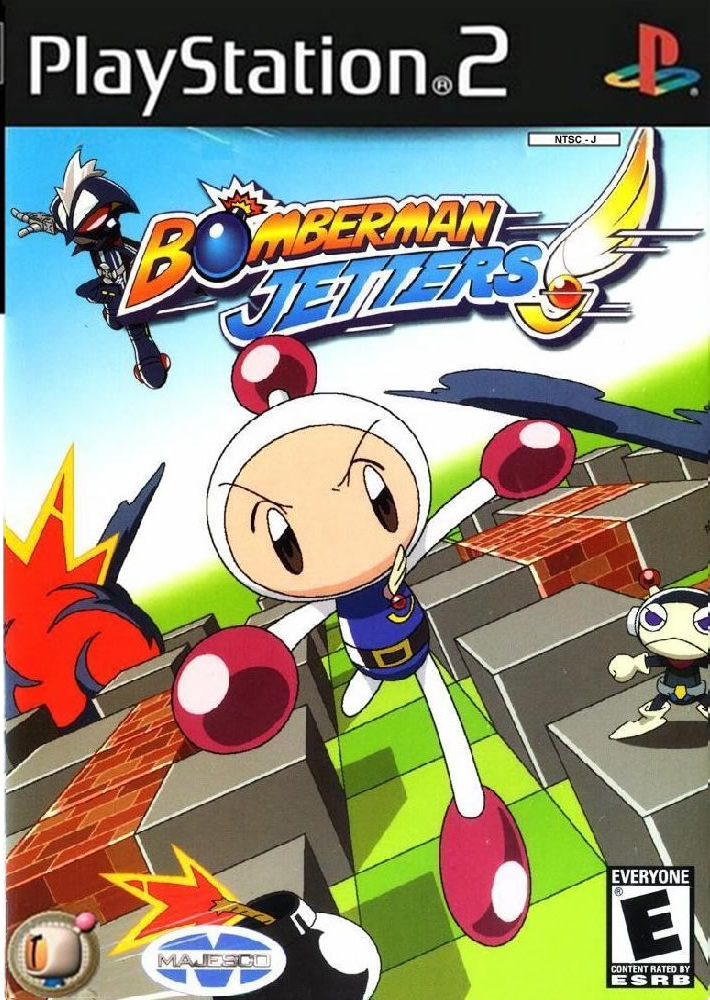 PlayStation®2
NTSC - J
BOMBERMAN
JETTERS
MAJESCO
EVERYONE
E
®
CONTENT RATED BY
ESRB